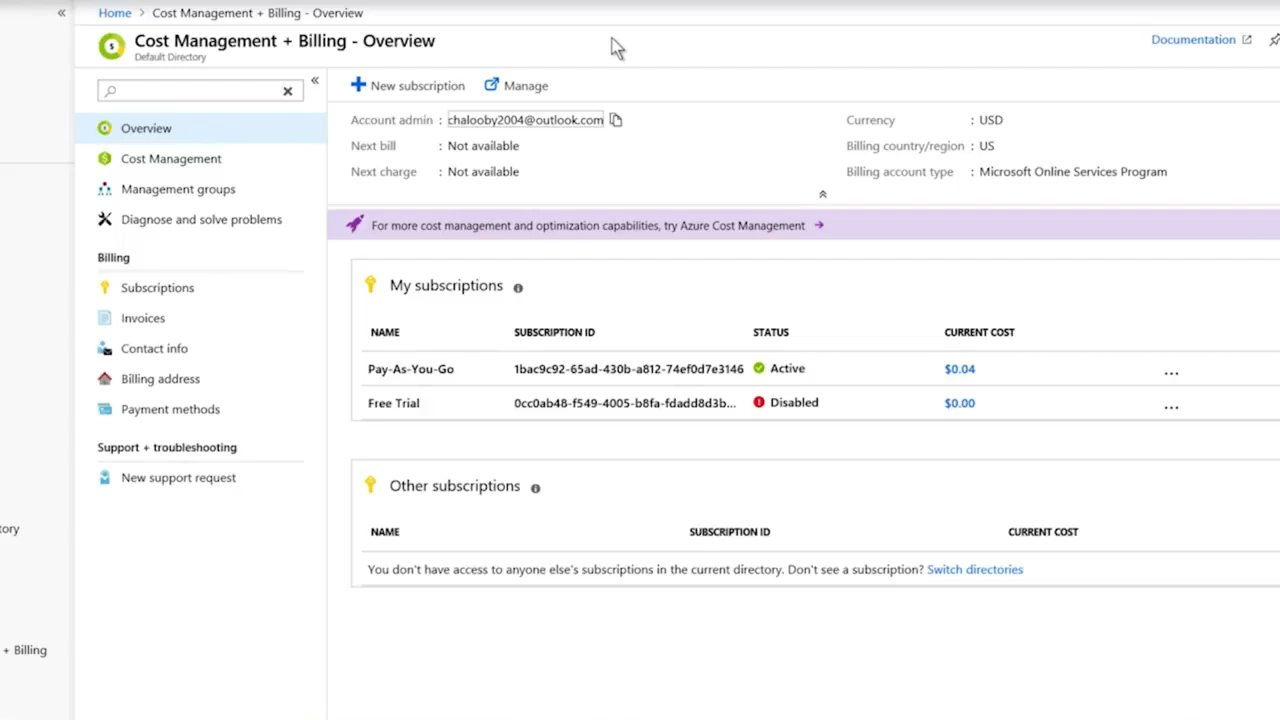 «
Home > Cost Management + Billing - Overview
Cost Management + Billing - Overview
Default Directory
Documentation
«
Overview
Cost Management
Management groups
Diagnose and solve problems
Billing
Subscriptions
Invoices
Contact info
Billing address
Payment methods
Support + troubleshooting
New support request
tory
+ Billing
New subscription Manage
Account admin : chalooby2004@outlook.com
Next bill : Not available
Next charge : Not available
Currency : USD
Billing country/region : US
Billing account type : Microsoft Online Services Program
For more cost management and optimization capabilities, try Azure Cost Management →
My subscriptions
NAME SUBSCRIPTION ID STATUS CURRENT COST
Pay-As-You-Go 1bac9c92-65ad-430b-a812-74ef0d7e3146 Active $0.04 ...
Free Trial 0cc0ab48-f549-4005-b8fa-fdadd8d3b... Disabled $0.00 ...
Other subscriptions
NAME SUBSCRIPTION ID CURRENT COST
You don't have access to anyone else's subscriptions in the current directory. Don't see a subscription? Switch directories